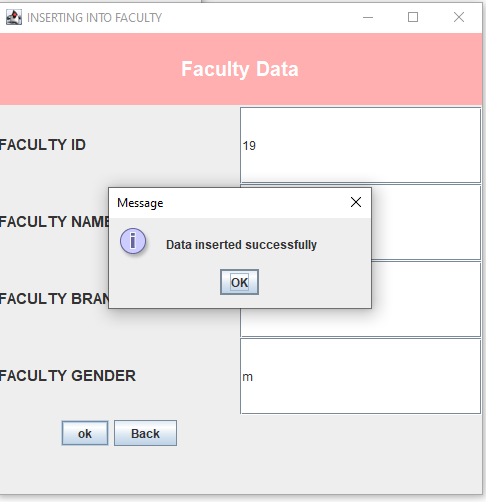 INSERTING INTO FACULTY
Faculty Data
FACULTY ID
19
Message
FACULTY NAME
Data inserted successfully
OK
FACULTY BRAN
FACULTY GENDER
m
ok
Back